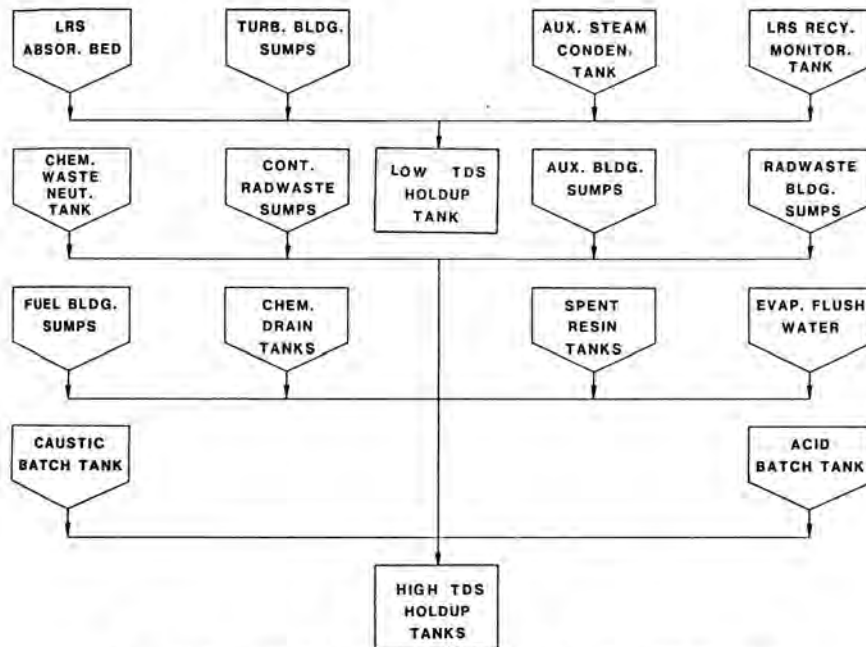 LRS
ABSOR. BED
TURB. BLDG.
SUMPS
AUX. STEAM
CONDEN.
TANK
LRS RECY.
MONITOR.
TANK
CHEM.
WASTE
NEUT.
TANK
CONT.
RADWASTE
SUMPS
LOW TDS
HOLDUP
TANK
AUX. BLDG.
SUMPS
RADWASTE
BLDG.
SUMPS
FUEL BLDG.
SUMPS
CHEM.
DRAIN
TANKS
SPENT
RESIN
TANKS
EVAP. FLUSH
WATER
CAUSTIC
BATCH TANK
ACID
BATCH TANK
HIGH TDS
HOLDUP
TANKS